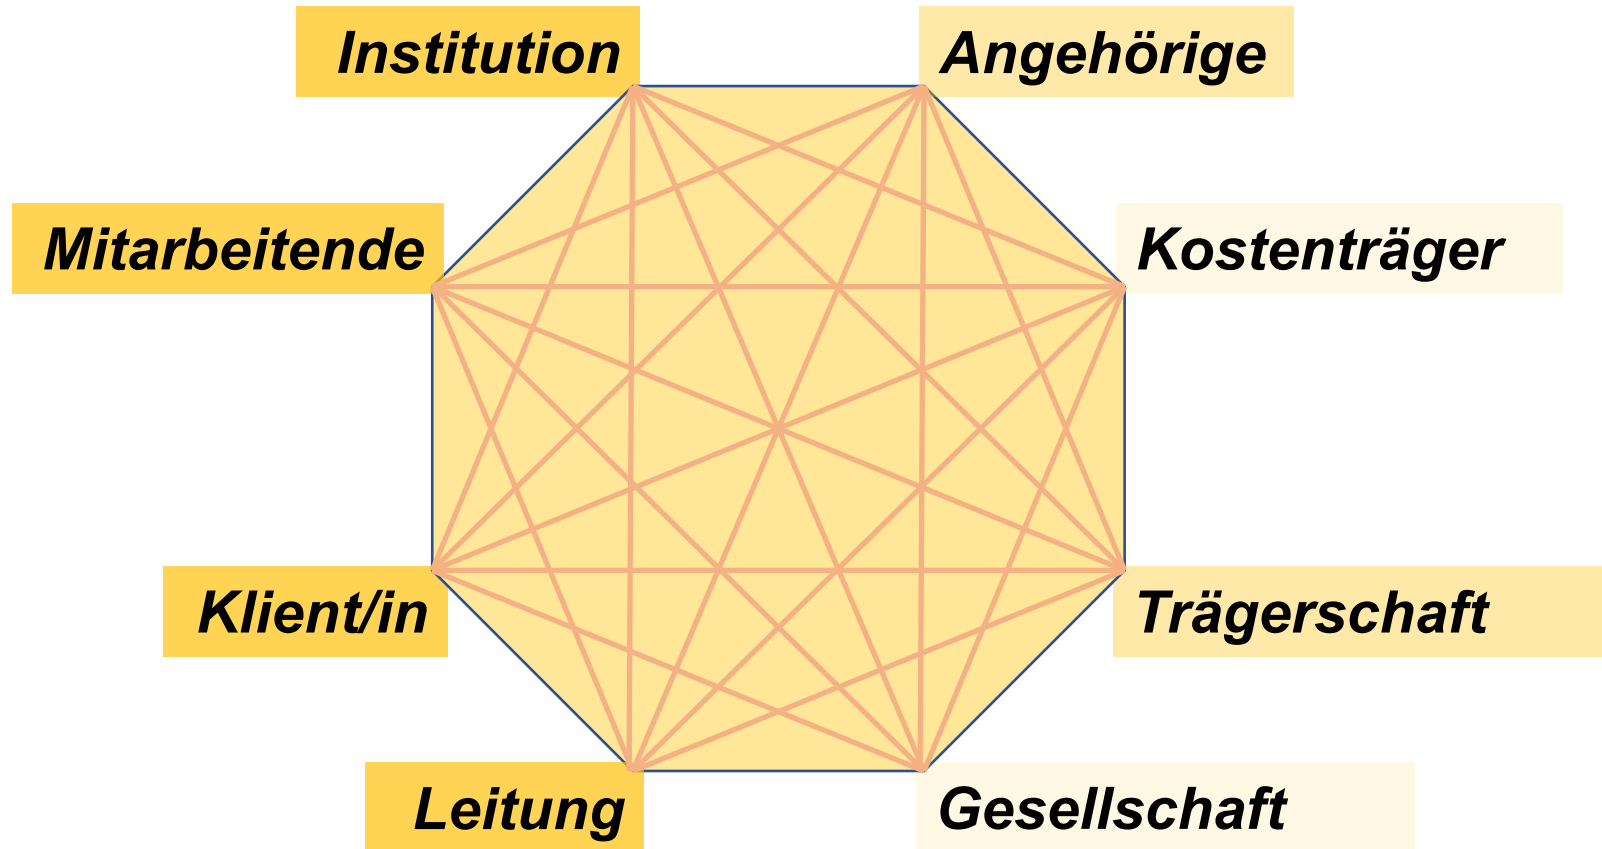 Institution
Angehörige
Mitarbeitende
Kostenträger
Klient/in
Trägerschaft
Leitung
Gesellschaft